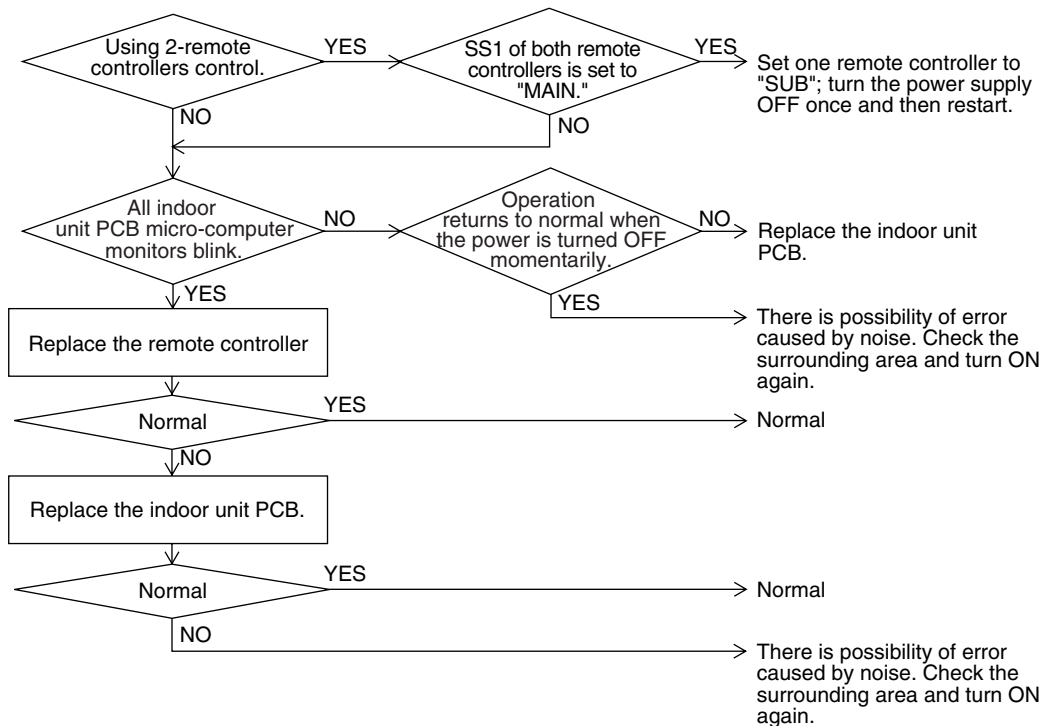 Using 2-remote
controllers control.
YES
SS1 of both remote
controllers is set to
"MAIN."
YES
Set one remote controller to
"SUB"; turn the power supply
OFF once and then restart.
NO
NO
All indoor
unit PCB micro-computer
monitors blink.
NO
Operation
returns to normal when
the power is turned OFF
momentarily.
NO
Replace the indoor unit
PCB.
YES
YES
There is possibility of error
caused by noise. Check the
surrounding area and turn ON
again.
Replace the remote controller
Normal
YES
Normal
NO
Replace the indoor unit PCB.
Normal
YES
Normal
NO
There is possibility of error
caused by noise. Check the
surrounding area and turn ON
again.